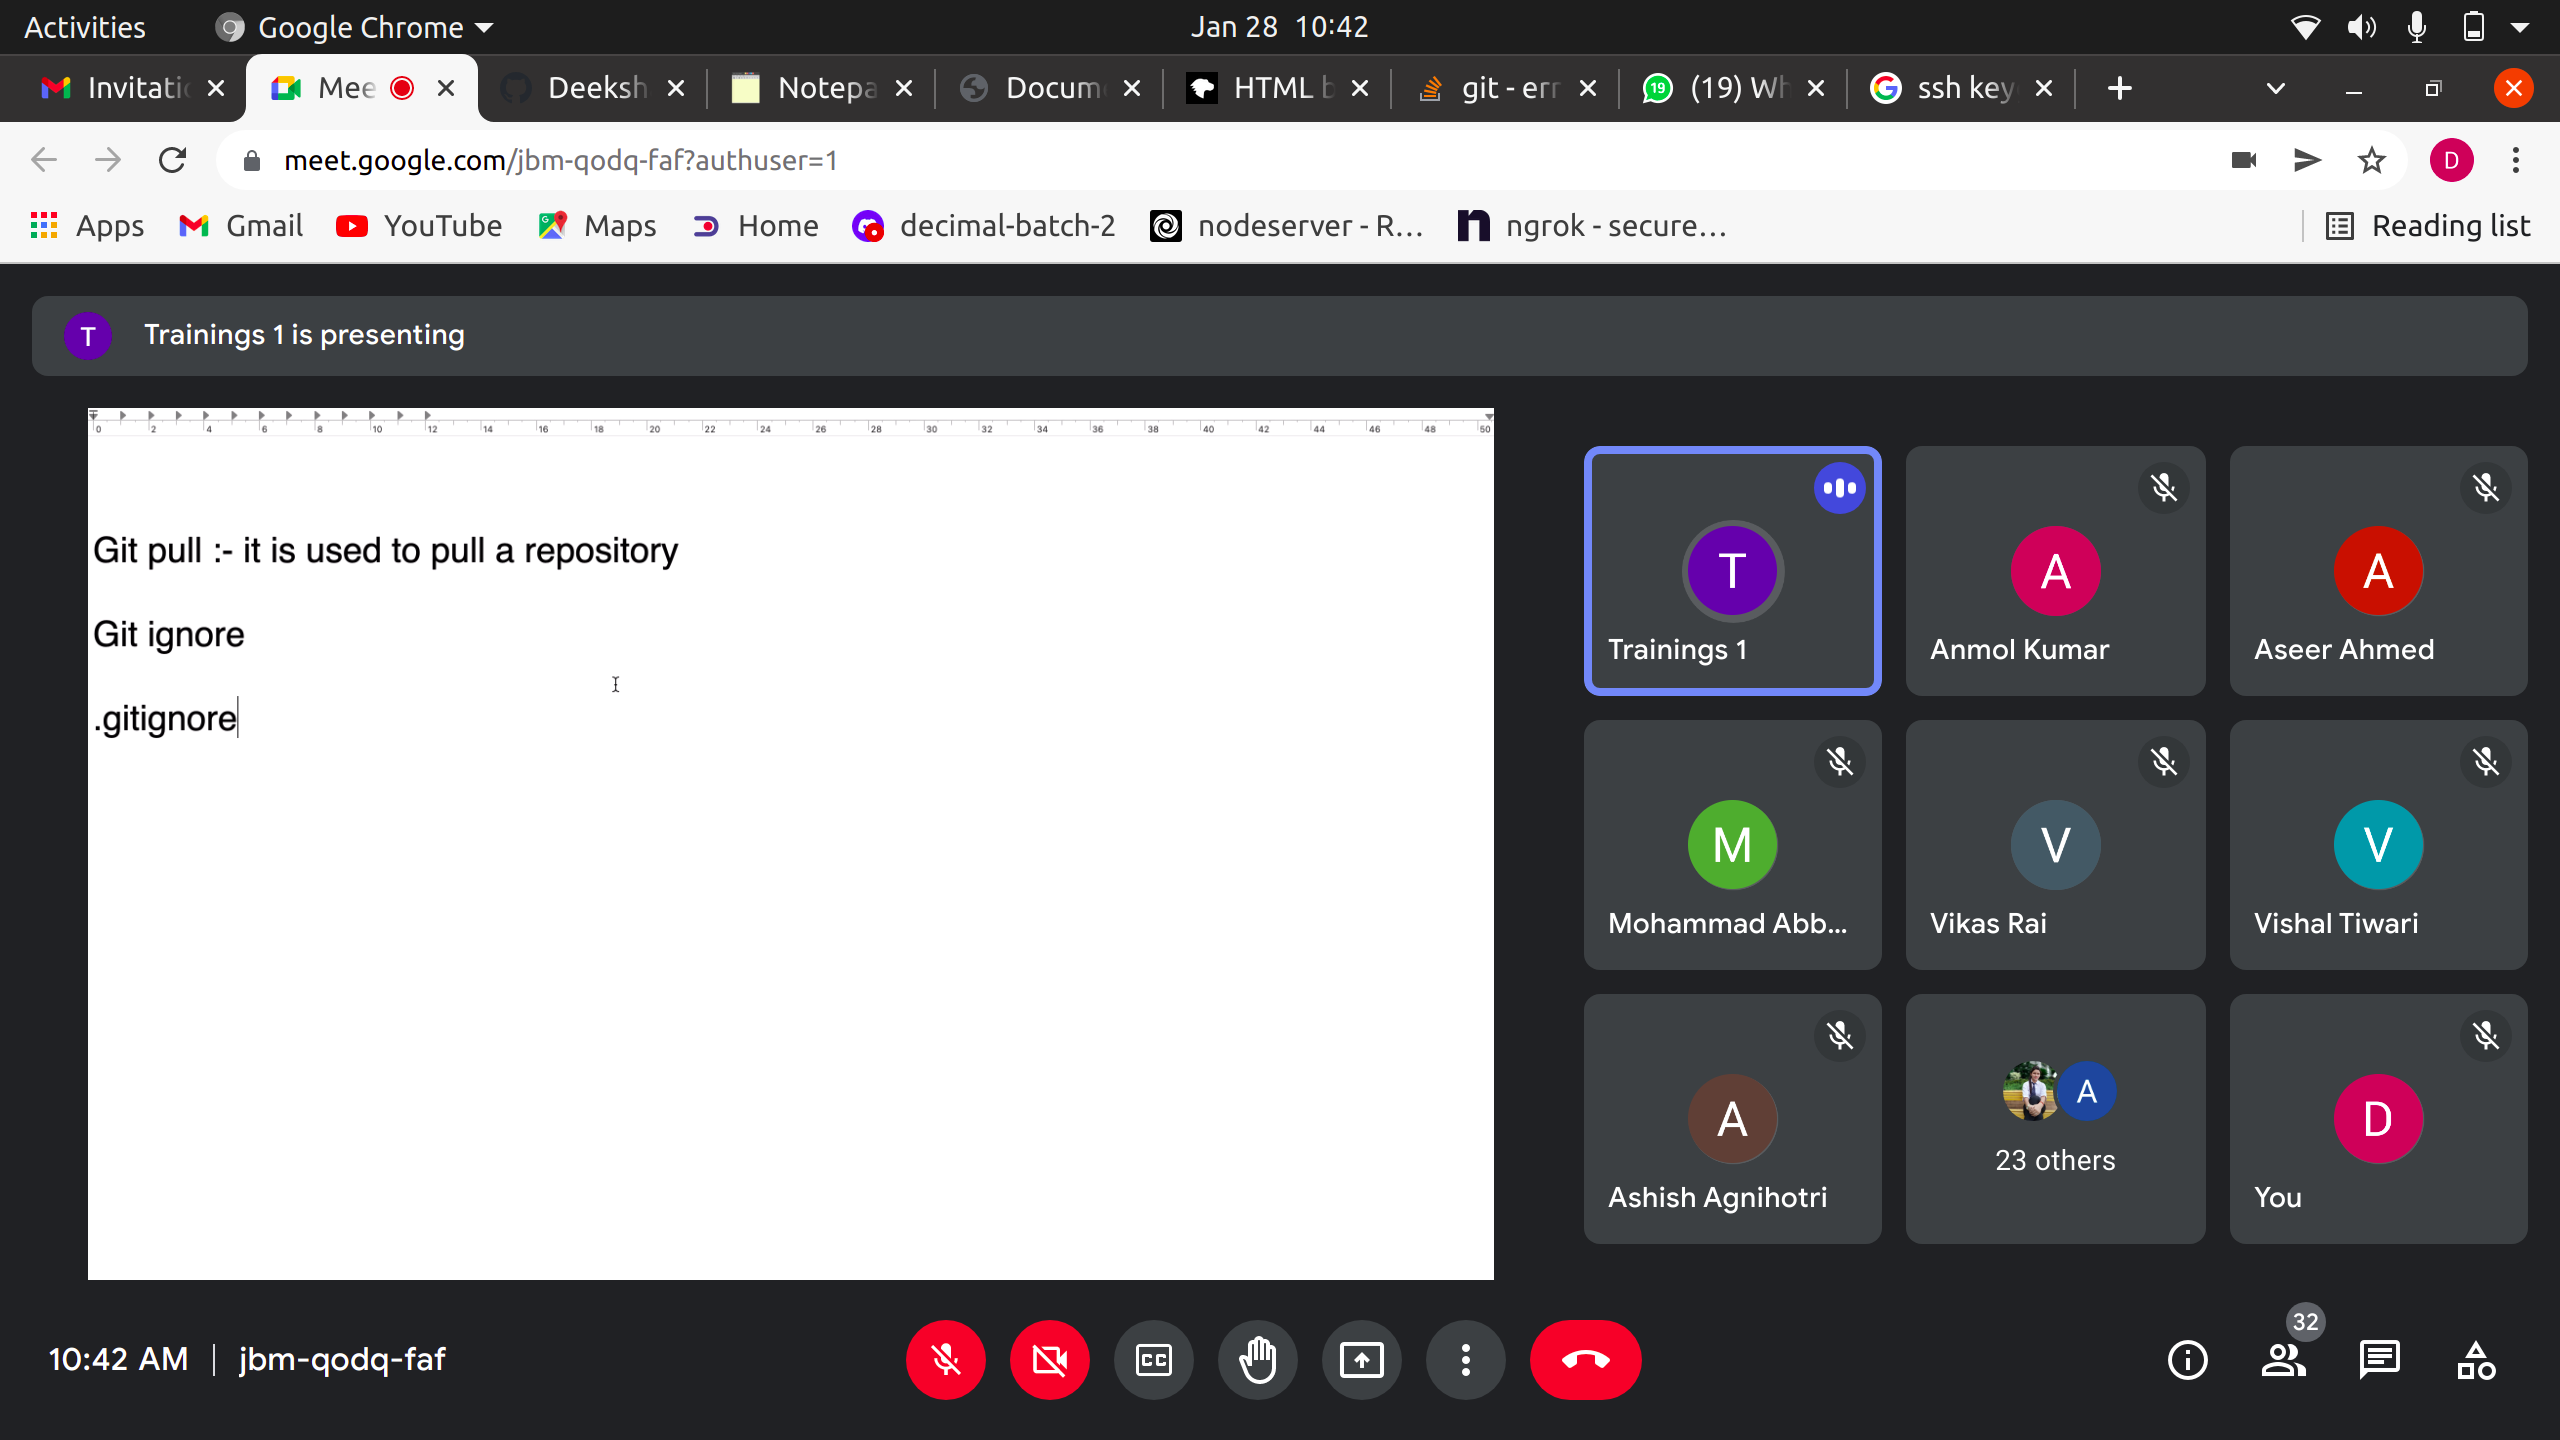 Activities Google Chrome Jan 28 10:42
Invitatio Mee Deeksh Notepa Docum HTML b git - err (19) Wh ssh key
meet.google.com/jbm-qodq-faf?authuser=1 D
Apps Gmail YouTube Maps Home decimal-batch-2 nodeserver - R... ngrok - secure... Reading list
T Trainings 1 is presenting
0 2 4 6 8 10 12 14 16 18 20 22 24 26 28 30 32 34 36 38 40 42 44 46 48 50
Git pull :- it is used to pull a repository
Git ignore
.gitignore
T
Trainings 1
A
Anmol Kumar
A
Aseer Ahmed
M
Mohammad Abb...
V
Vikas Rai
V
Vishal Tiwari
A
Ashish Agnihotri
A
23 others
D
You
10:42 AM | jbm-qodq-faf
CC
32